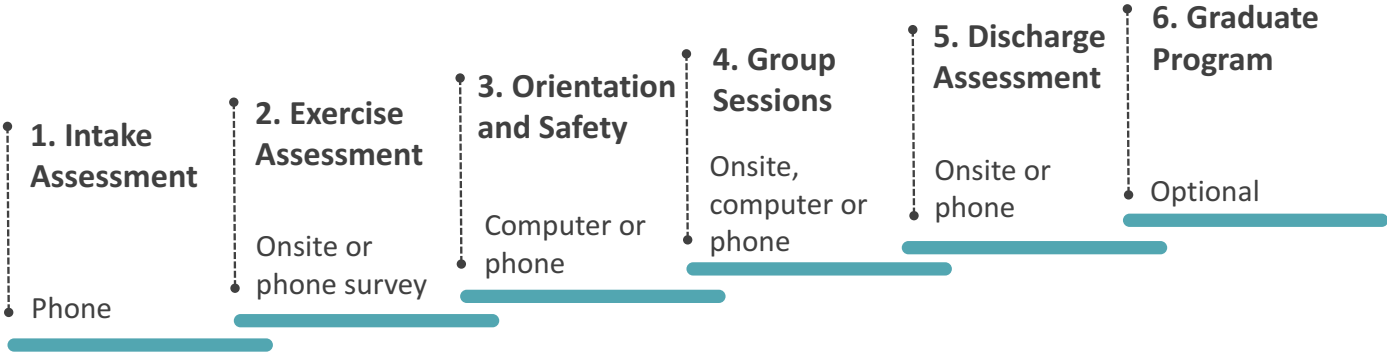 1. Intake
Assessment
Phone
2. Exercise
Assessment
Onsite or
phone survey
3. Orientation
and Safety
Computer or
phone
4. Group
Sessions
Onsite,
computer or
phone
5. Discharge
Assessment
Onsite or
phone
6. Graduate
Program
Optional